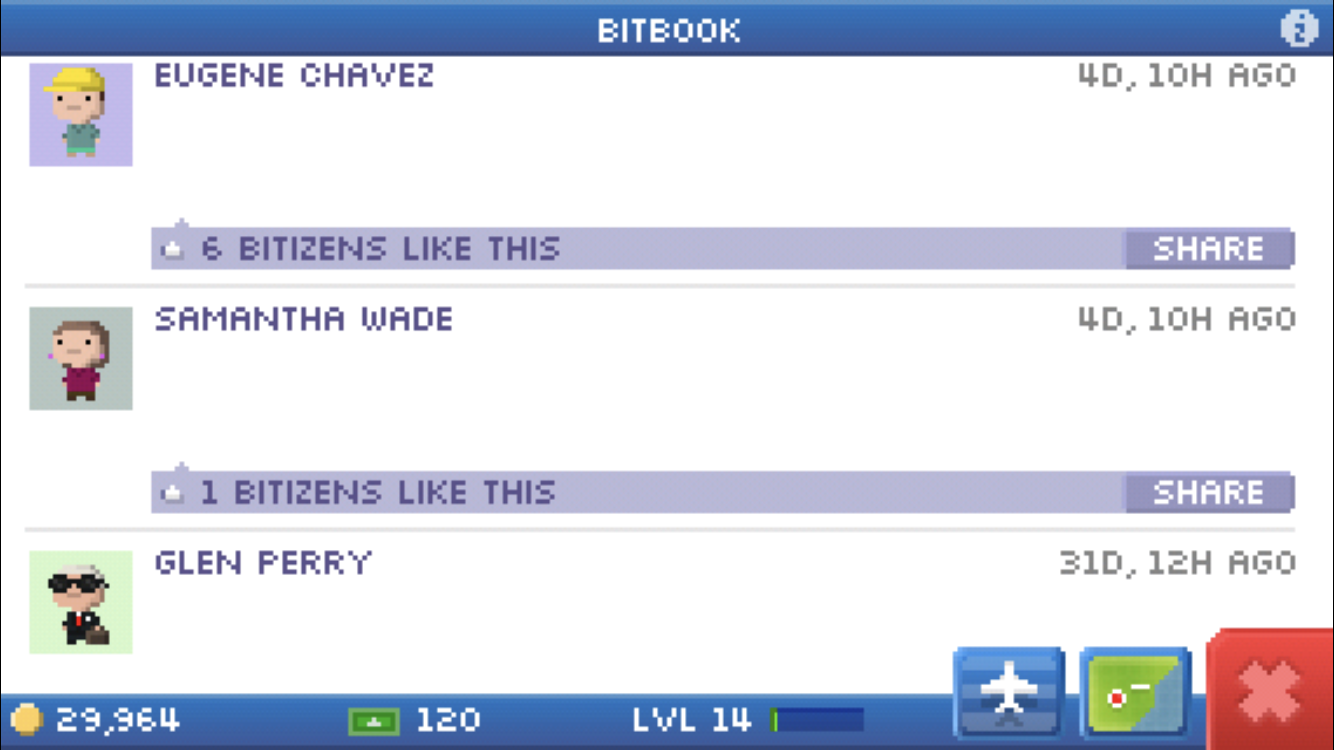 BITBOOK
EUGENE CHAVEZ 4D, 10H AGO
6 BITIZENS LIKE THIS SHARE
SAMANTHA WADE 4D, 10H AGO
1 BITIZENS LIKE THIS SHARE
GLEN PERRY 31D, 12H AGO
29,964 120 LVL 14